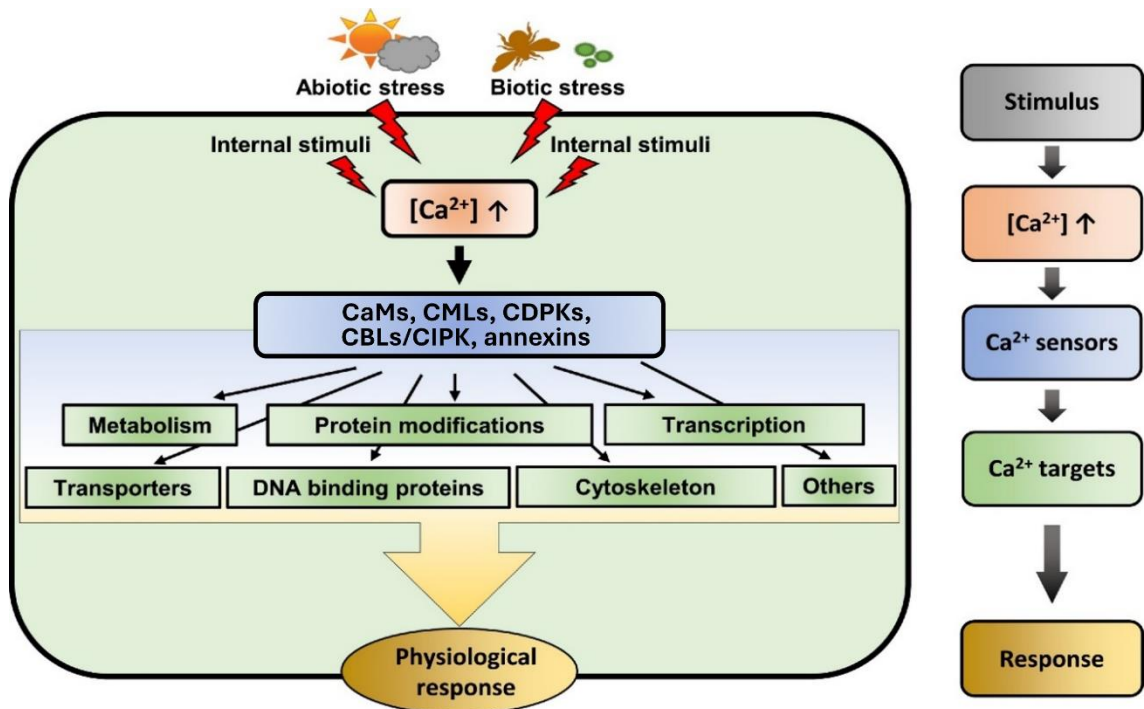 Abiotic stress
Biotic stress
Internal stimuli
Internal stimuli
[Ca²⁺] ↑
CaMs, CMLs, CDPKs,
CBLs/CIPK, annexins
Metabolism
Protein modifications
Transcription
Transporters
DNA binding proteins
Cytoskeleton
Others
Physiological
response
Stimulus
[Ca²⁺] ↑
Ca²⁺ sensors
Ca²⁺ targets
Response